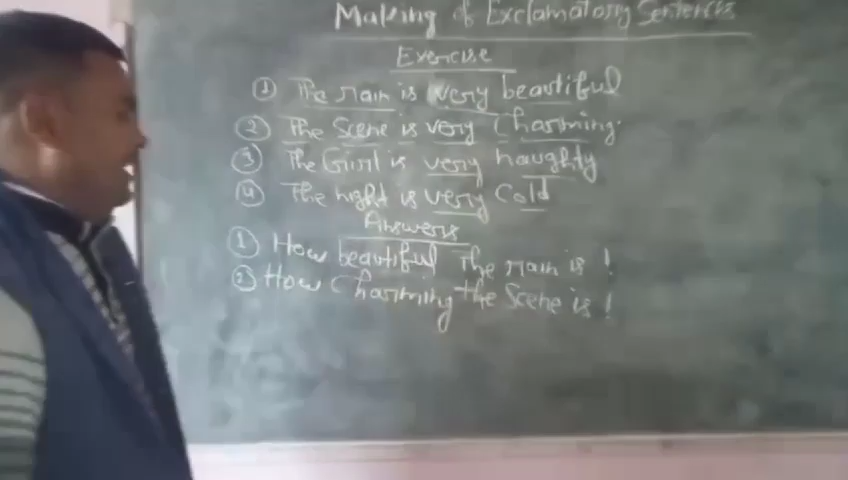 Making of Exclamatory Sentences
Exercise
① The rain is very beautiful
② The Scene is very Charming.
③ The Girl is very haughty
④ The night is very Cold
Answers
① How beautiful The rain is !
② How Charming the Scene is !